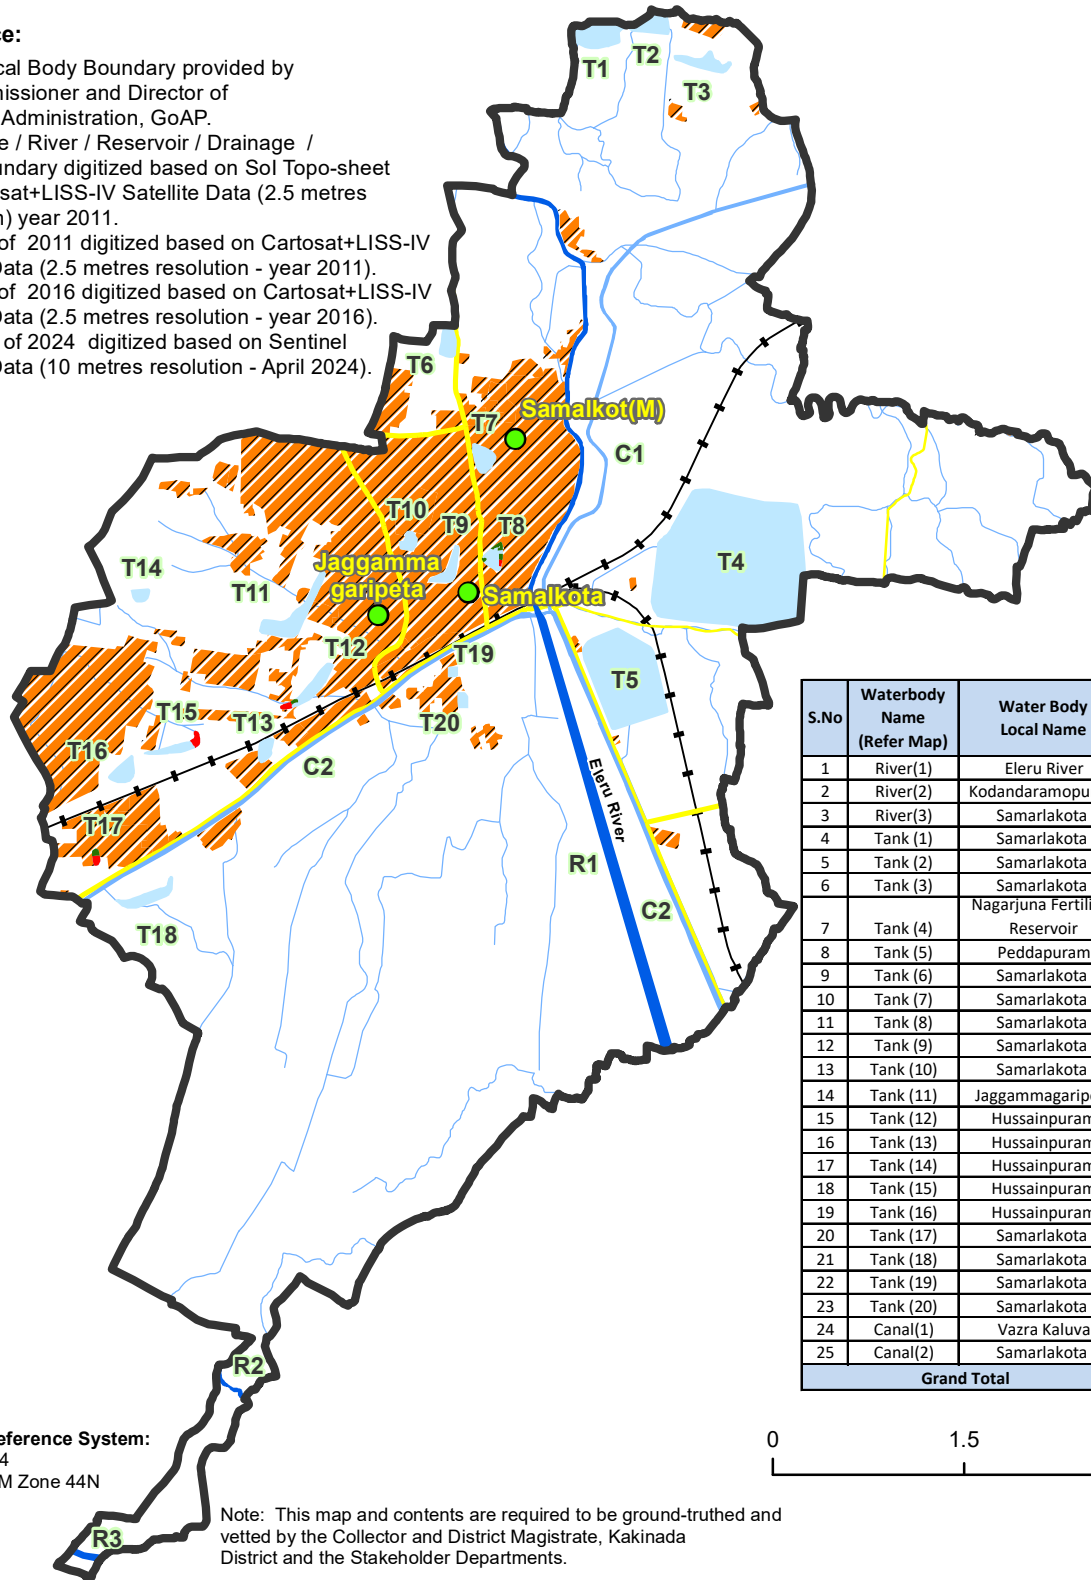 ce:
cal Body Boundary provided by
missioner and Director of
Administration, GoAP.
e / River / Reservoir / Drainage /
undary digitized based on SoI Topo-sheet
sat+LISS-IV Satellite Data (2.5 metres
n) year 2011.
of 2011 digitized based on Cartosat+LISS-IV
Data (2.5 metres resolution - year 2011).
of 2016 digitized based on Cartosat+LISS-IV
Data (2.5 metres resolution - year 2016).
of 2024 digitized based on Sentinel
Data (10 metres resolution - April 2024).
T1
T2
T3
T6
T7
Samalkot(M)
C1
T10
T9
T8
T4
Jaggamma
garipeta
Samalkota
T14
T11
T12
T19
T5
T15
T13
T20
T16
C2
T17
Eleru River
R1
C2
T18
R2
R3
S.No Waterbody Name (Refer Map) Water Body Local Name
1 River(1) Eleru River
2 River(2) Kodandaramopu
3 River(3) Samarlakota
4 Tank (1) Samarlakota
5 Tank (2) Samarlakota
6 Tank (3) Samarlakota
7 Tank (4) Nagarjuna Fertili Reservoir
8 Tank (5) Peddapuram
9 Tank (6) Samarlakota
10 Tank (7) Samarlakota
11 Tank (8) Samarlakota
12 Tank (9) Samarlakota
13 Tank (10) Samarlakota
14 Tank (11) Jaggammagaripe
15 Tank (12) Hussainpuram
16 Tank (13) Hussainpuram
17 Tank (14) Hussainpuram
18 Tank (15) Hussainpuram
19 Tank (16) Hussainpuram
20 Tank (17) Samarlakota
21 Tank (18) Samarlakota
22 Tank (19) Samarlakota
23 Tank (20) Samarlakota
24 Canal(1) Vazra Kaluva
25 Canal(2) Samarlakota
Grand Total
eference System:
4
M Zone 44N
0 1.5
Note: This map and contents are required to be ground-truthed and
vetted by the Collector and District Magistrate, Kakinada
District and the Stakeholder Departments.